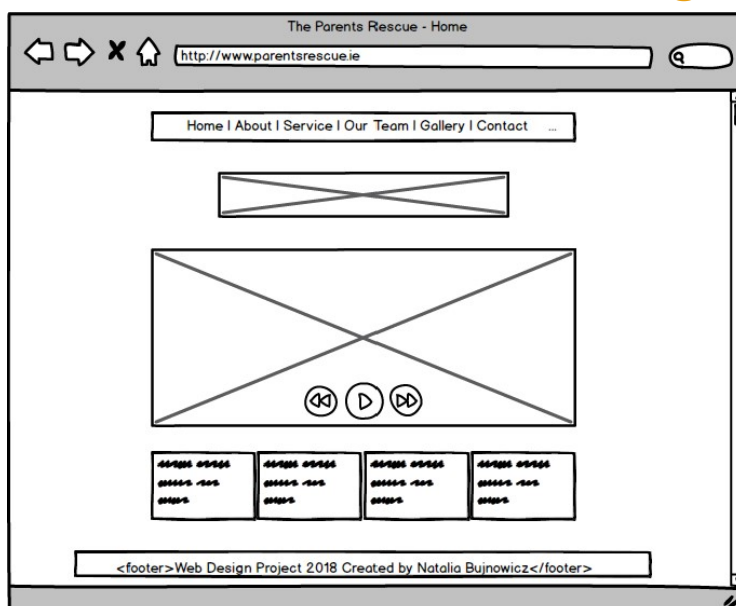 The Parents Rescue - Home
http://www.parentsrescue.ie
Home | About | Service | Our Team | Gallery | Contact ...
<footer>Web Design Project 2018 Created by Natalia Bujnowicz</footer>